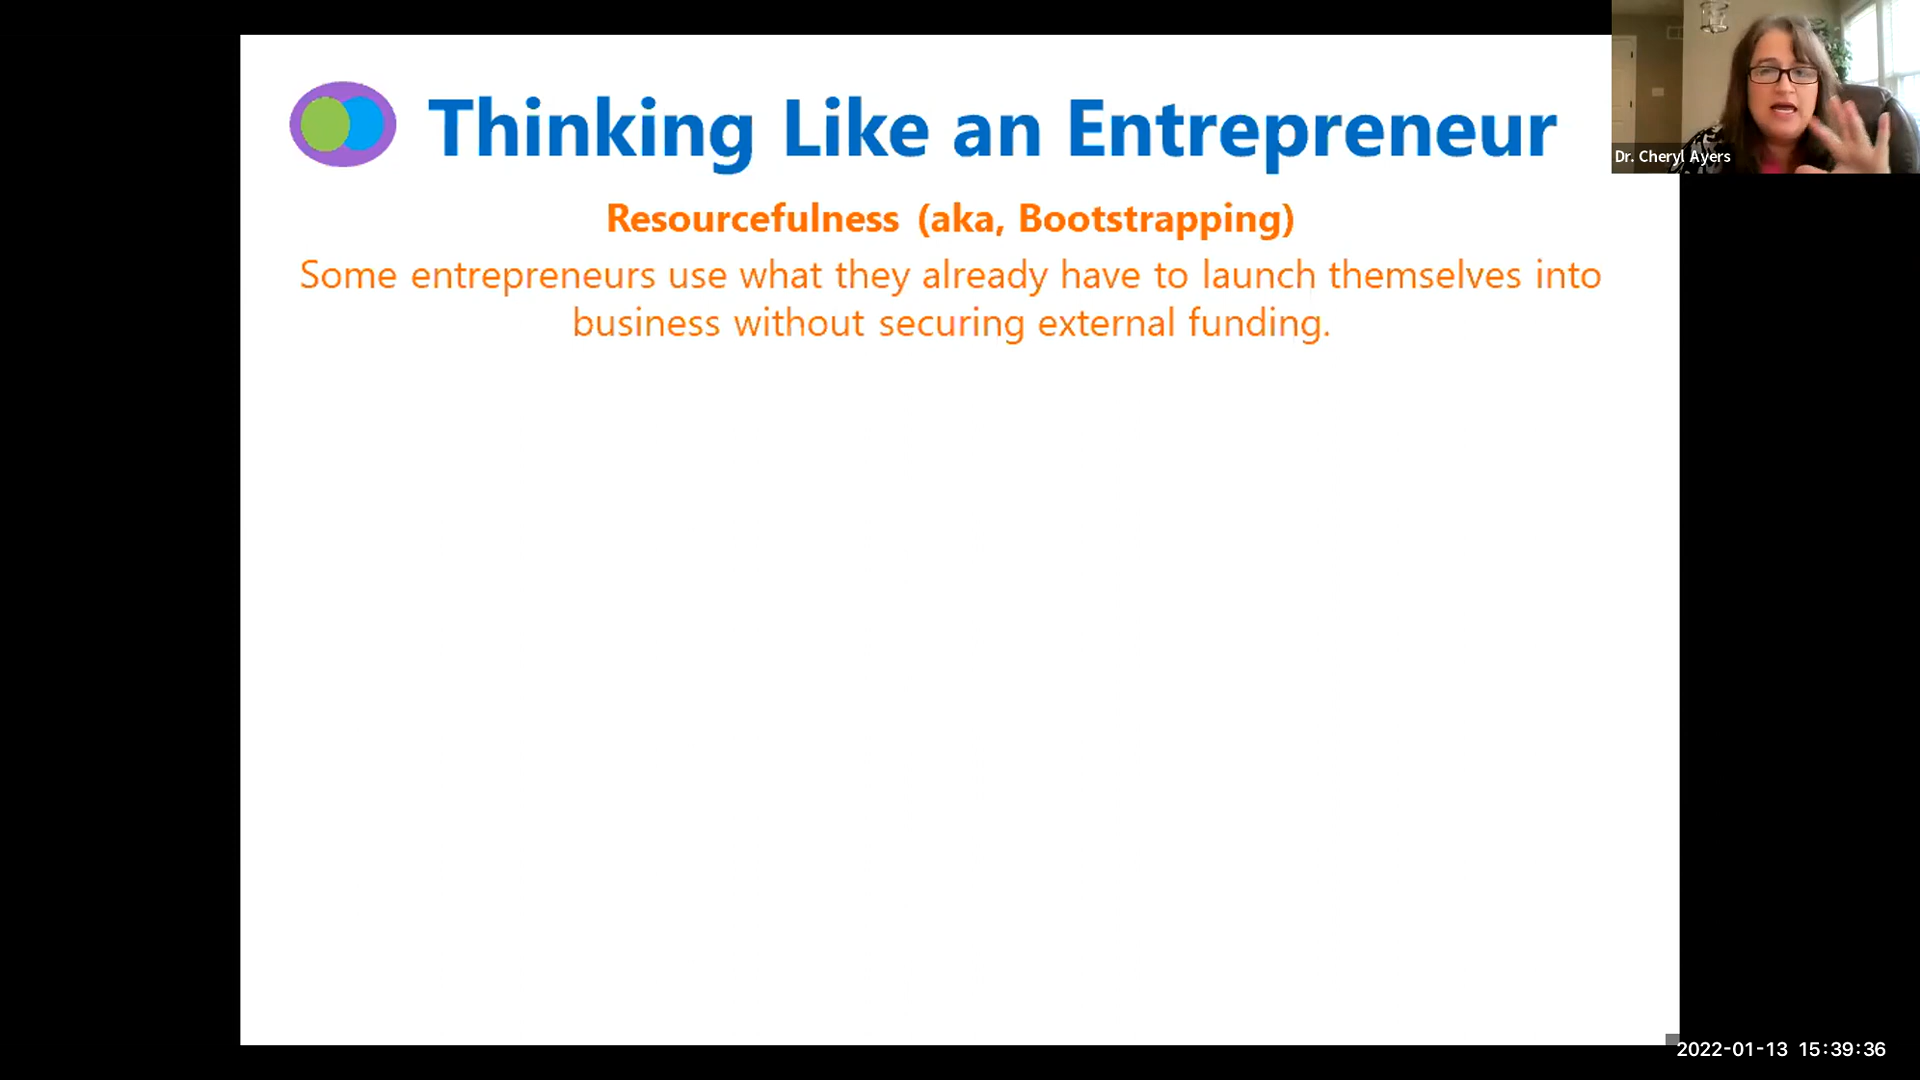 Thinking Like an Entrepreneur
Dr. Cheryl Ayers
Resourcefulness (aka, Bootstrapping)
Some entrepreneurs use what they already have to launch themselves into
business without securing external funding.
2022-01-13 15:39:36